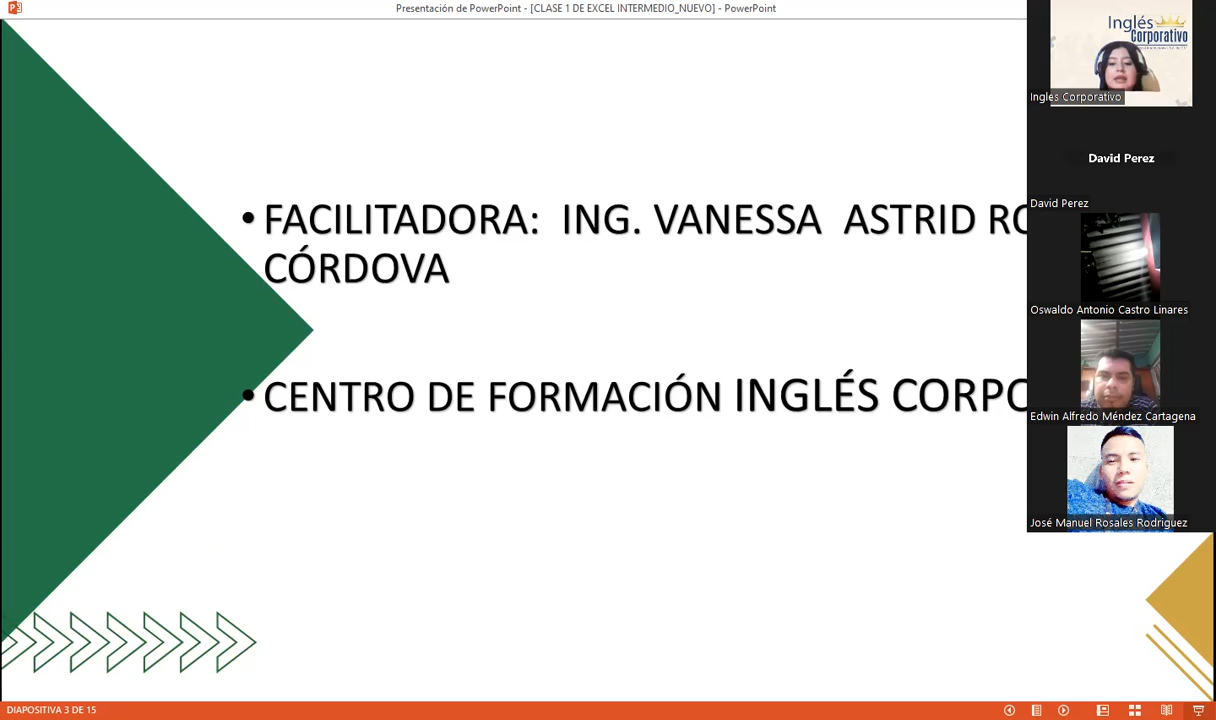 Presentación de PowerPoint - [CLASE 1 DE EXCEL INTERMEDIO_NUEVO] - PowerPoint
Inglés
Corporativo
Ingles Corporativo
David Perez
David Perez
• FACILITADORA: ING. VANESSA ASTRID RO
CÓRDOVA
Oswaldo Antonio Castro Linares
• CENTRO DE FORMACIÓN INGLÉS CORPO
Edwin Alfredo Méndez Cartagena
José Manuel Rosales Rodriguez
DIAPOSITIVA 3 DE 15